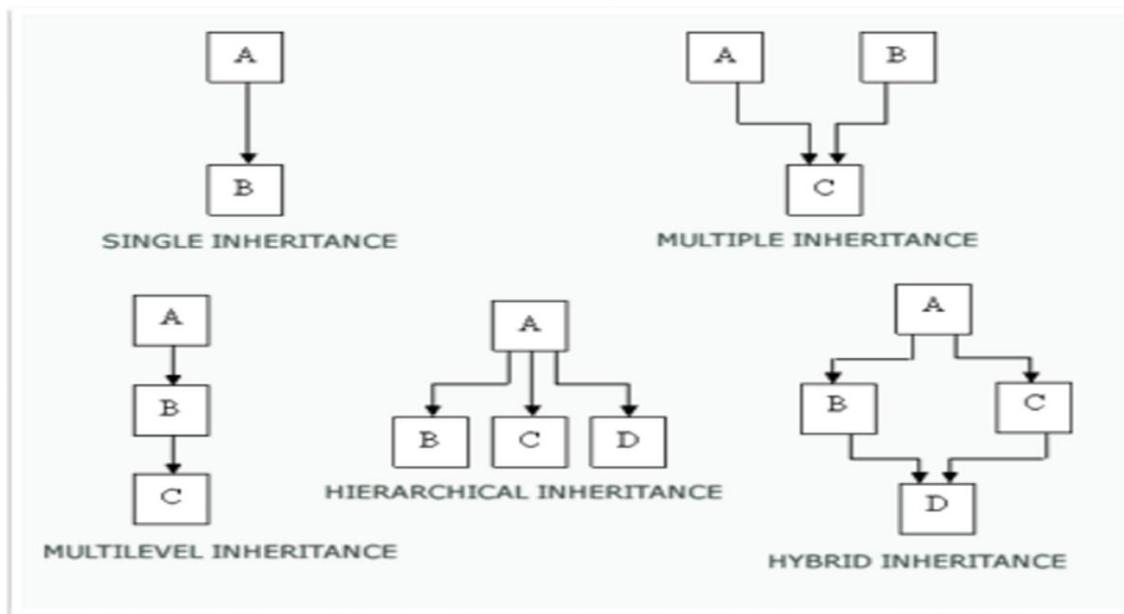 A
B
SINGLE INHERITANCE
A B
C
MULTIPLE INHERITANCE
A
B
C
MULTILEVEL INHERITANCE
A
B C D
HIERARCHICAL INHERITANCE
A
B C
D
HYBRID INHERITANCE